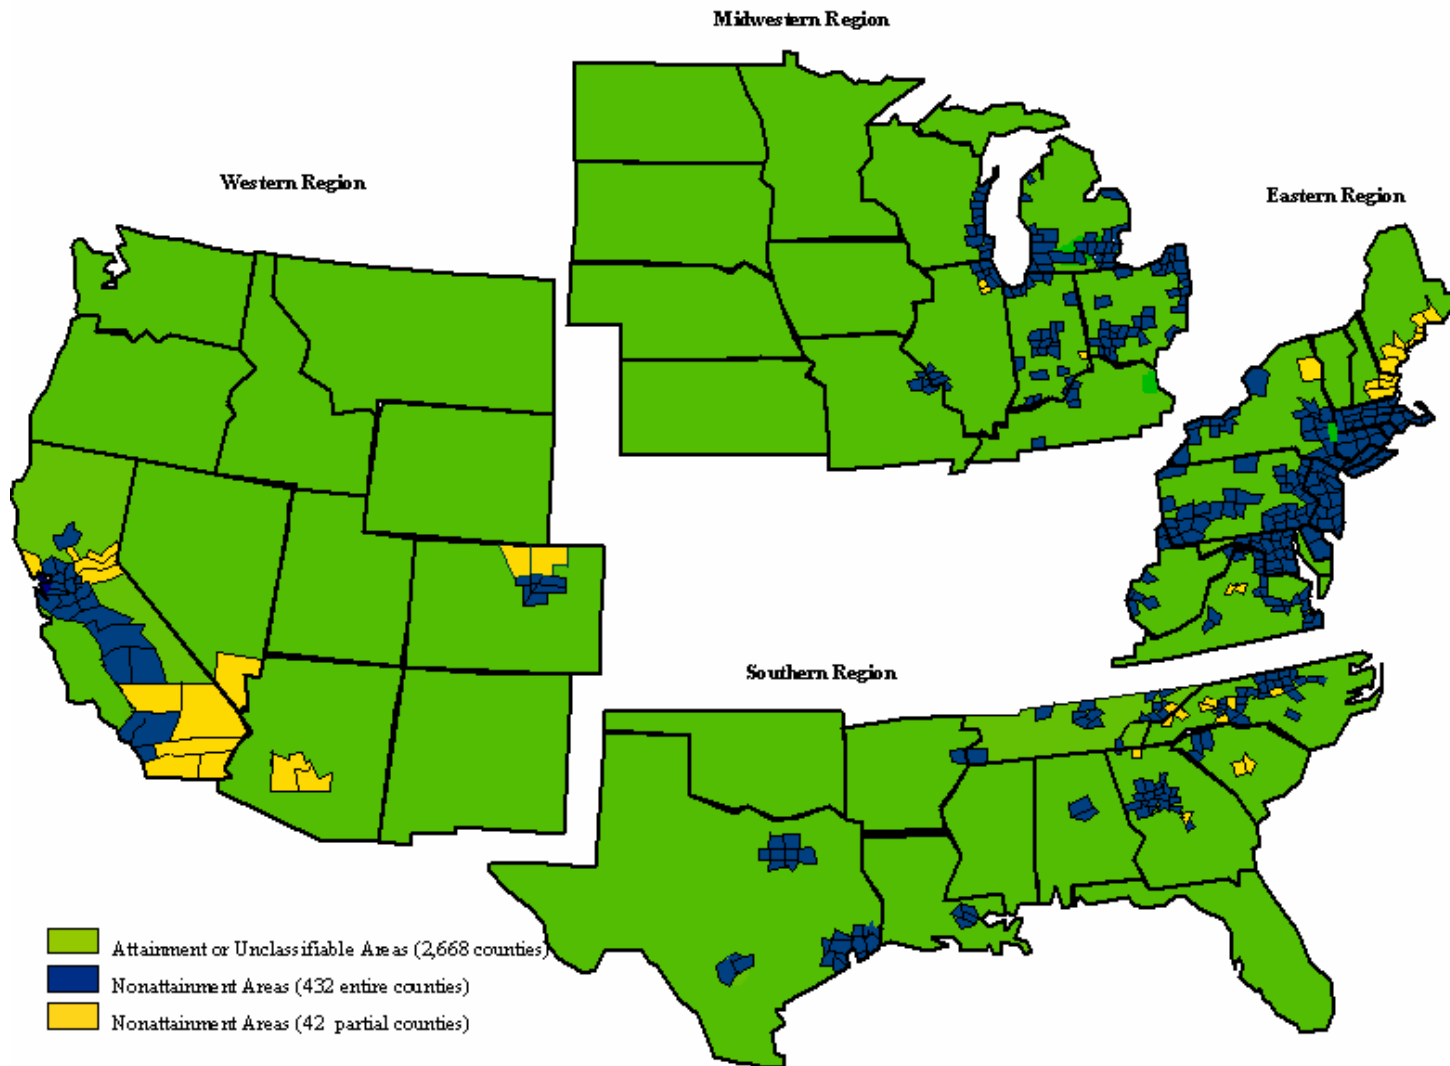 Midwestern Region
Western Region
Eastern Region
Southern Region
Attainment or Unclassifiable Areas (2,668 counties)
Nonattainment Areas (432 entire counties)
Nonattainment Areas (42 partial counties)